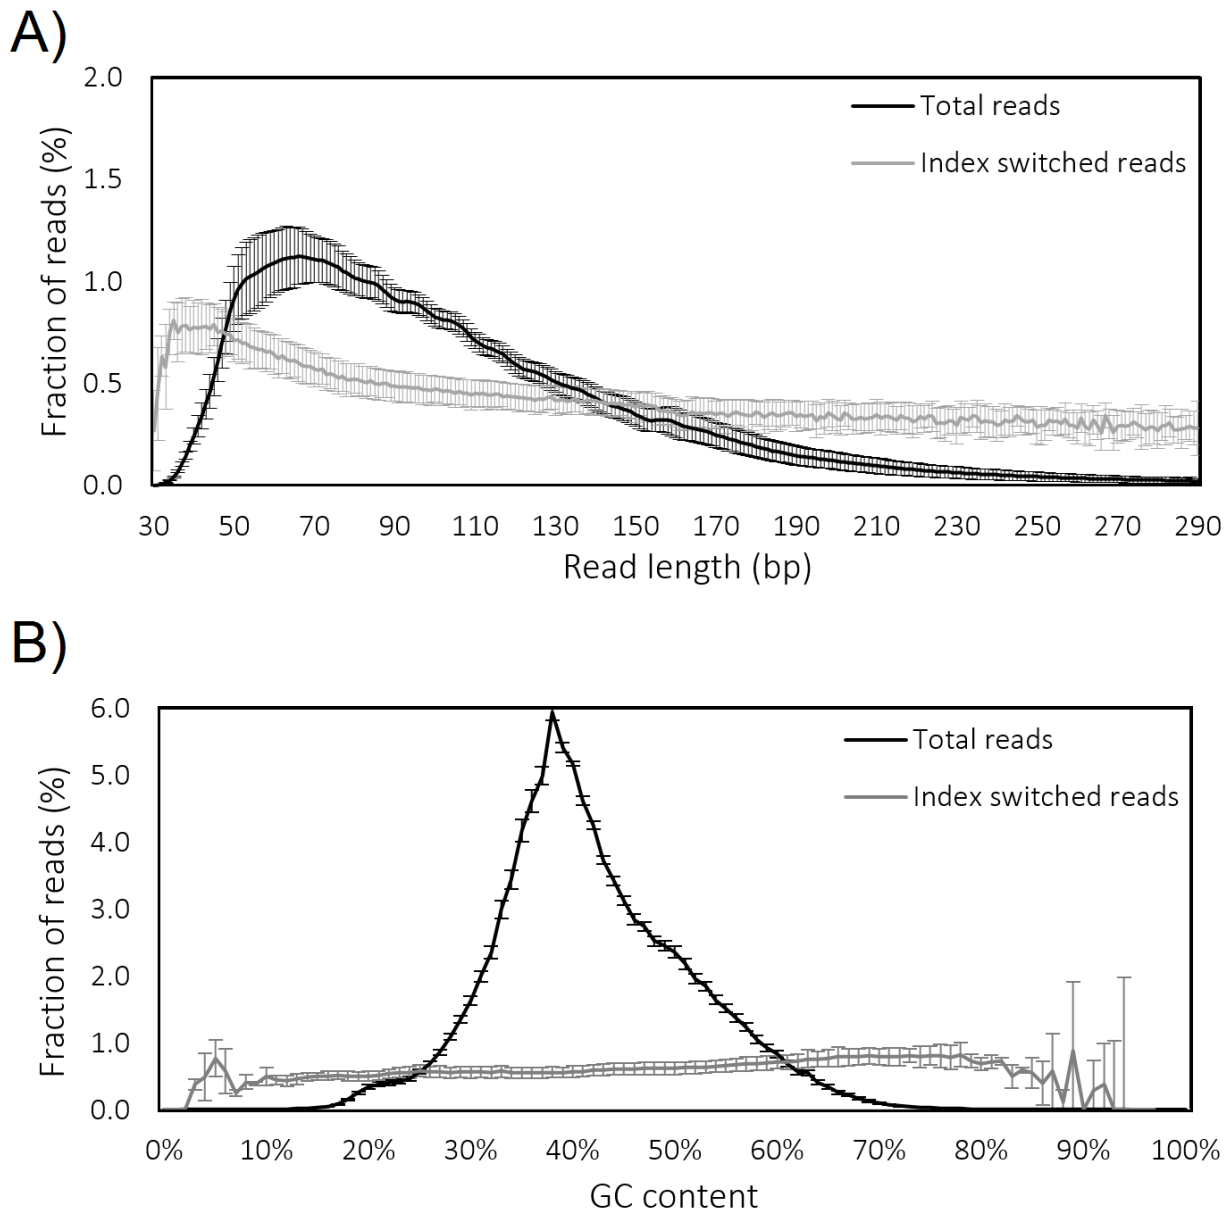 A)
2.0
1.5
1.0
0.5
0.0
Fraction of reads (%)
Total reads
Index switched reads
30 50 70 90 110 130 150 170 190 210 230 250 270 290
Read length (bp)
B)
6.0
5.0
4.0
3.0
2.0
1.0
0.0
Fraction of reads (%)
Total reads
Index switched reads
0% 10% 20% 30% 40% 50% 60% 70% 80% 90% 100%
GC content